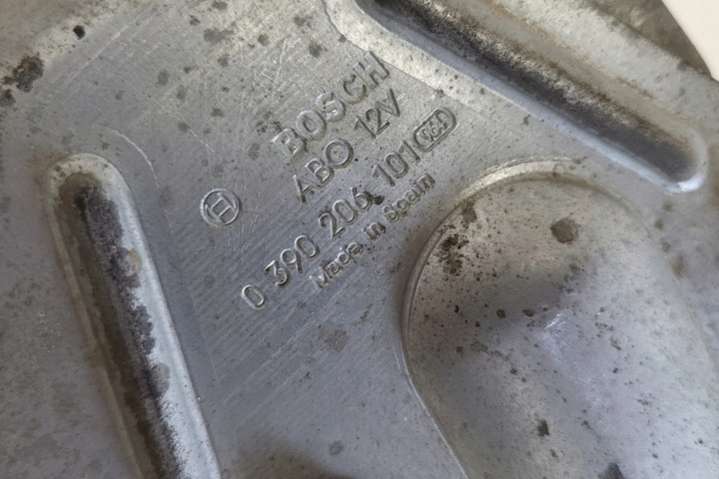 BOSCH
ABO 12V
0 390 206 101
Made in Spain